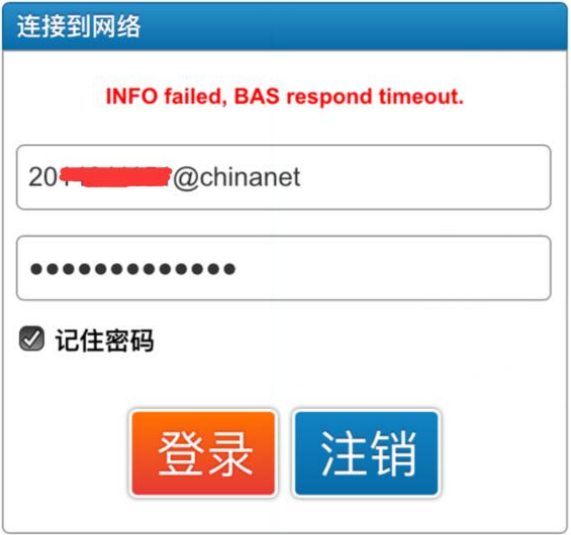 连接到网络
INFO failed, BAS respond timeout.
20 @chinanet
记住密码
登录 注销